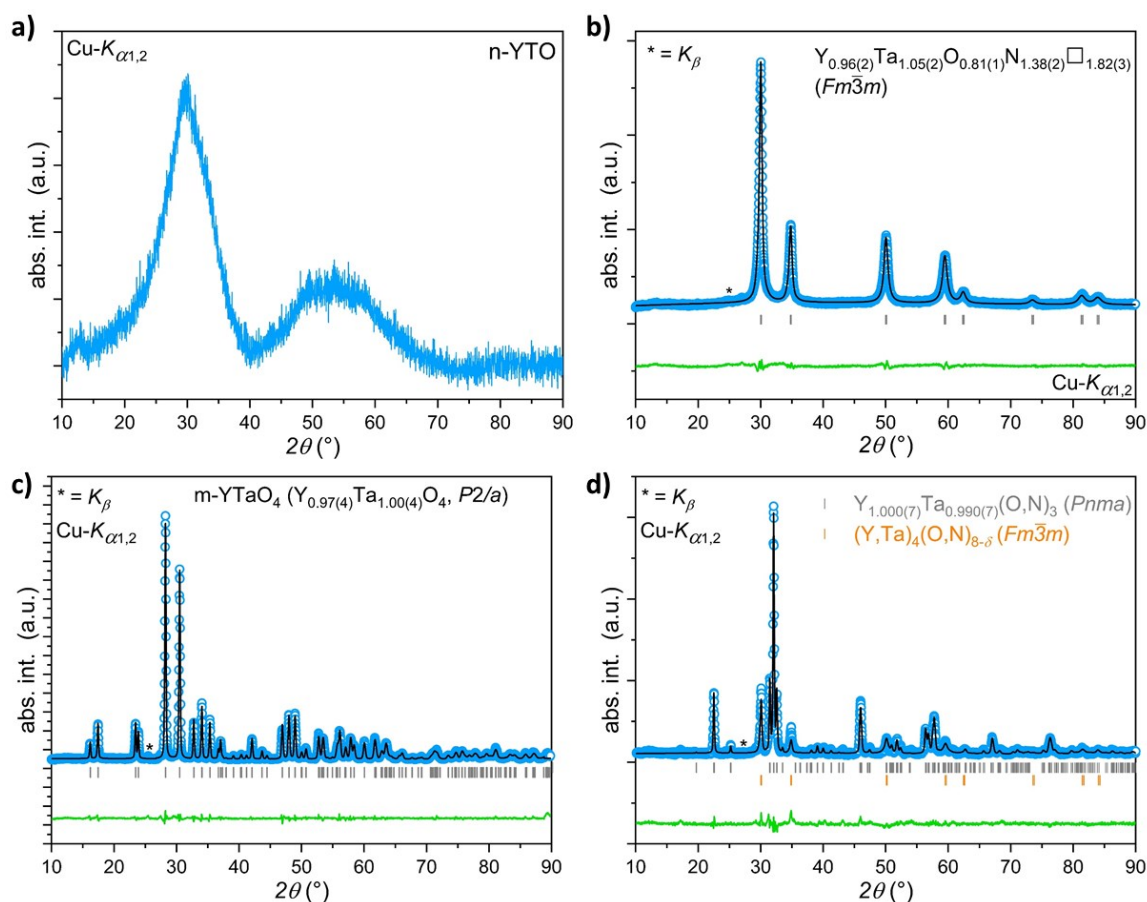 a)
Cu-Kα1,2
n-YTO
abs. int. (a.u.)
10 20 30 40 50 60 70 80 90
2θ (°)
b)
* = Kβ
Y0.96(2)Ta1.05(2)O0.81(1)N1.38(2)□1.82(3)
(Fm3̅m)
abs. int. (a.u.)
*
Cu-Kα1,2
10 20 30 40 50 60 70 80 90
2θ (°)
c)
* = Kβ
m-YTaO4 (Y0.97(4)Ta1.00(4)O4, P2/a)
Cu-Kα1,2
abs. int. (a.u.)
*
10 20 30 40 50 60 70 80 90
2θ (°)
d)
* = Kβ
Y1.000(7)Ta0.990(7)(O,N)3 (Pnma)
Cu-Kα1,2
(Y,Ta)4(O,N)8-δ (Fm3̅m)
abs. int. (a.u.)
*
10 20 30 40 50 60 70 80 90
2θ (°)